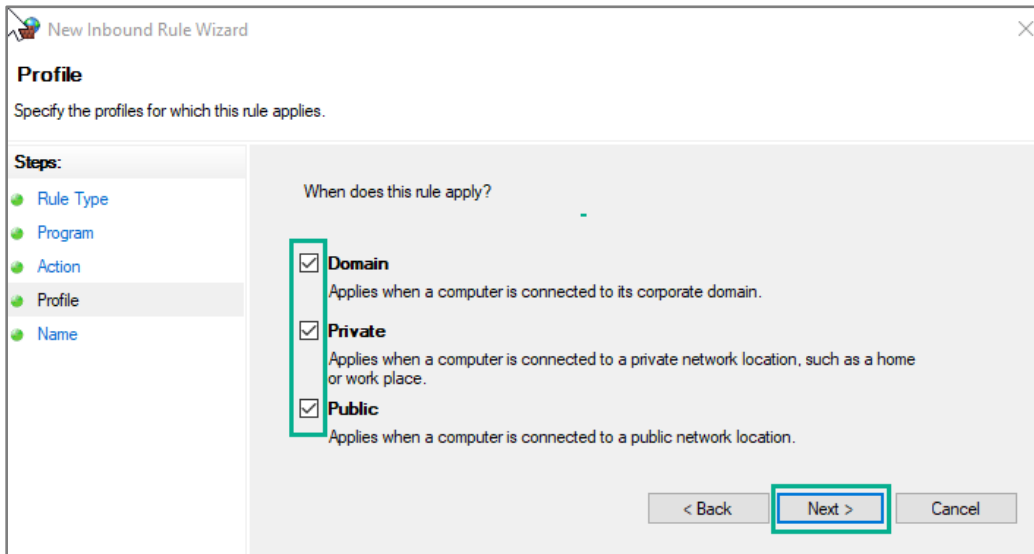 New Inbound Rule Wizard
Profile
Specify the profiles for which this rule applies.
Steps:
Rule Type
Program
Action
Profile
Name
When does this rule apply?
Domain
Applies when a computer is connected to its corporate domain.
Private
Applies when a computer is connected to a private network location, such as a home
or work place.
Public
Applies when a computer is connected to a public network location.
< Back
Next >
Cancel